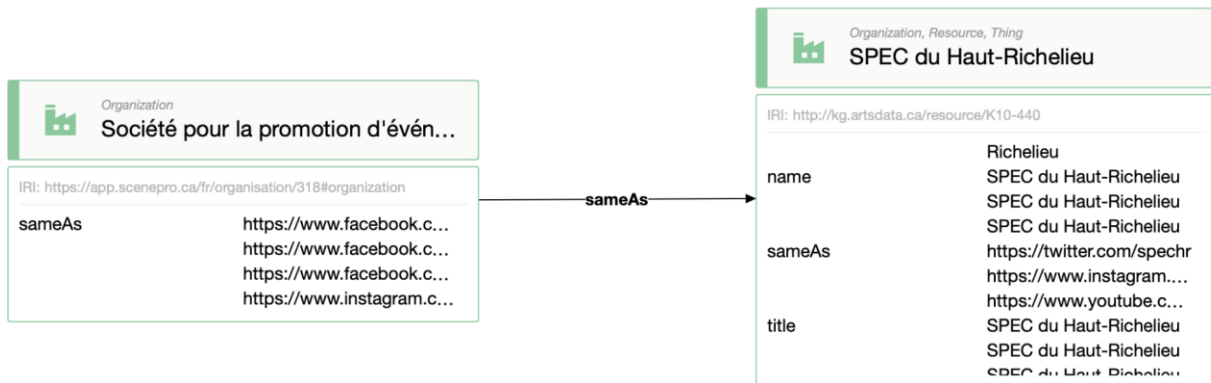 Organization
Société pour la promotion d'évén...
IRI: https://app.scenepro.ca/fr/organisation/318#organization
sameAs https://www.facebook.c...
https://www.facebook.c...
https://www.facebook.c...
https://www.instagram.c...
sameAs
Organization, Resource, Thing
SPEC du Haut-Richelieu
IRI: http://kg.artsdata.ca/resource/K10-440
Richelieu
name SPEC du Haut-Richelieu
SPEC du Haut-Richelieu
SPEC du Haut-Richelieu
sameAs https://twitter.com/spechr
https://www.instagram....
https://www.youtube.c...
title SPEC du Haut-Richelieu
SPEC du Haut-Richelieu
SPEC du Haut-Richelieu